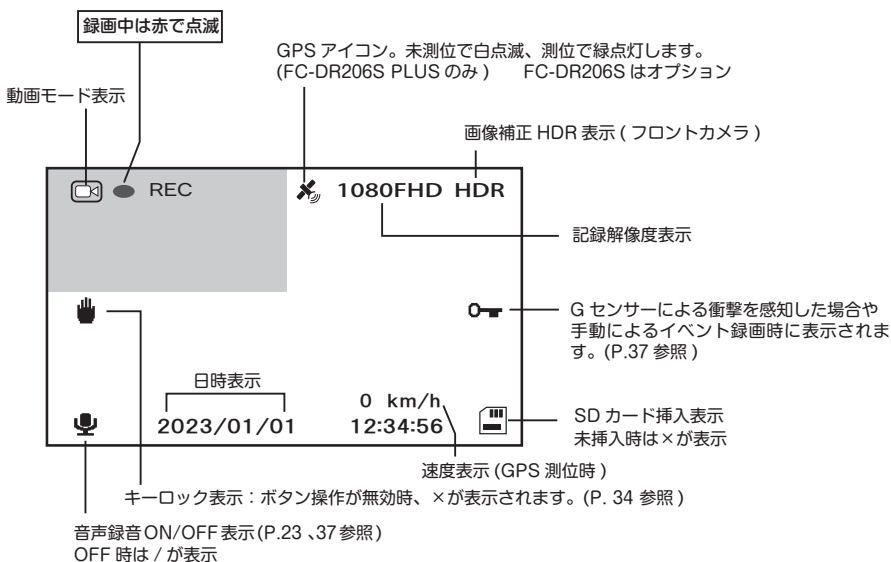 録画中は赤で点滅
GPS アイコン。未測位で白点滅、測位で緑点灯します。
(FC-DR206S PLUS のみ ) FC-DR206S はオプション
動画モード表示
画像補正 HDR 表示 ( フロントカメラ )
REC
1080FHD HDR
記録解像度表示
G センサーによる衝撃を感知した場合や
手動によるイベント録画時に表示されま
す。(P.37 参照 )
日時表示
0 km/h
2023/01/01 12:34:56
SD カード挿入表示
未挿入時は×が表示
速度表示 (GPS 測位時 )
キーロック表示：ボタン操作が無効時、×が表示されます。(P. 34 参照 )
音声録音 ON/OFF 表示 (P.23 、37 参照 )
OFF 時は / が表示